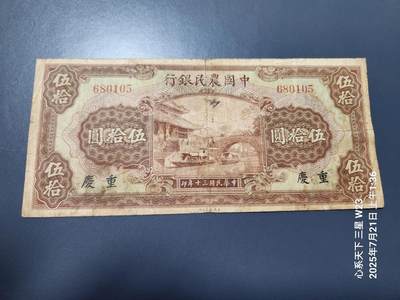 中國農民銀行
680105
680105
伍拾
伍拾
圓拾伍
伍拾圓
慶
重
慶
重
中華民國三十年印
伍拾
伍拾
心系天下 三星 W23
2025年7月21日